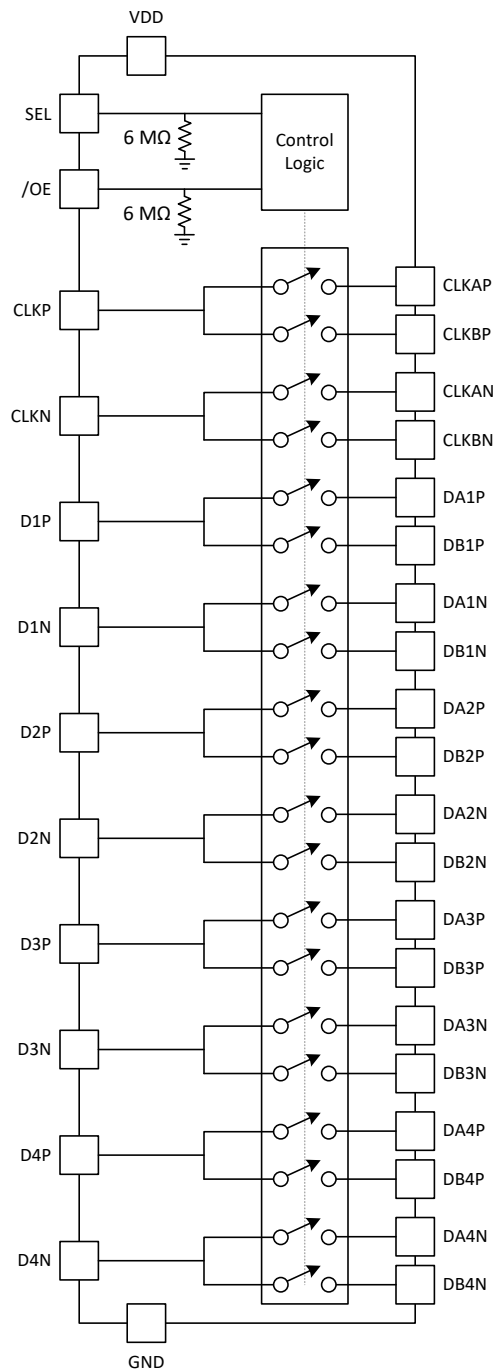 VDD
SEL
6 MΩ
Control
Logic
/OE
6 MΩ
CLKP
CLKAP
CLKBP
CLKN
CLKAN
CLKBN
D1P
DA1P
DB1P
D1N
DA1N
DB1N
D2P
DA2P
DB2P
D2N
DA2N
DB2N
D3P
DA3P
DB3P
D3N
DA3N
DB3N
D4P
DA4P
DB4P
D4N
DA4N
DB4N
GND